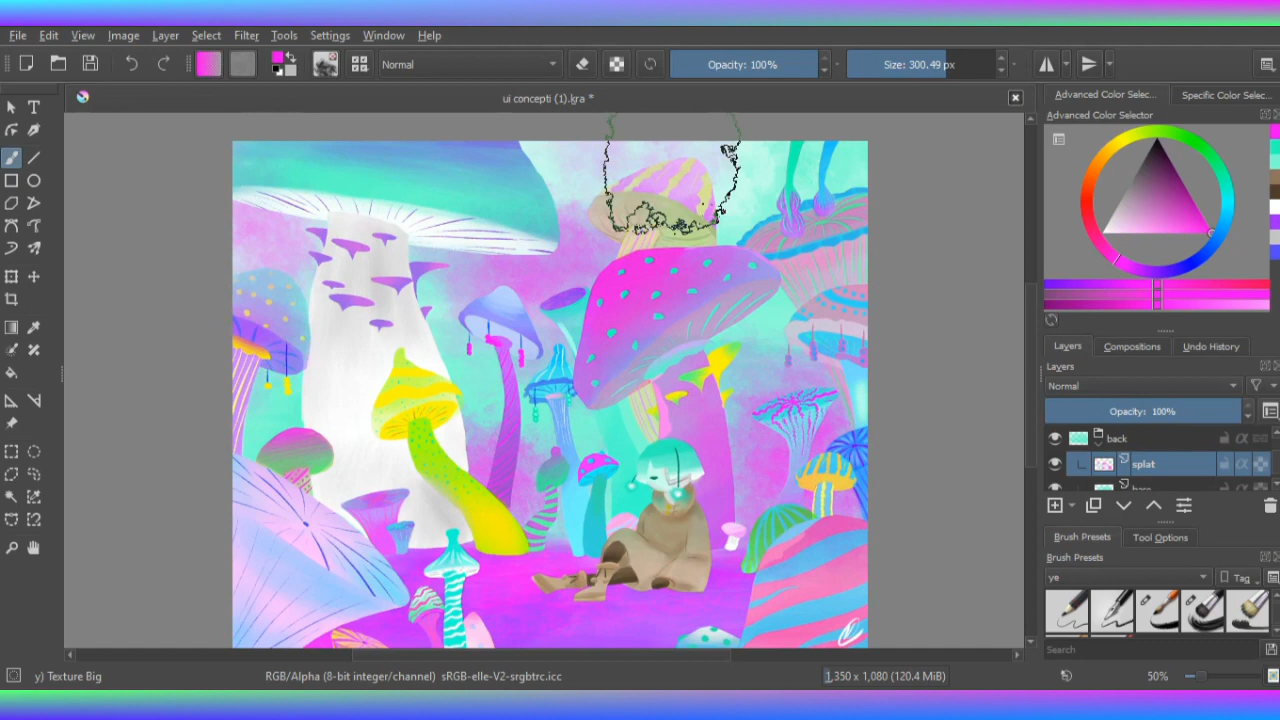 File Edit View Image Layer Select Filter Tools Settings Window Help
Normal Opacity: 100% Size: 300.49 px
ui concepti (1).kra *
Advanced Color Selec... Specific Color Selec...
Advanced Color Selector
Layers Compositions Undo History
Layers
Normal
Opacity: 100%
back
splat
Brush Presets Tool Options
Brush Presets
ye Tag
Search
y) Texture Big RGB/Alpha (8-bit integer/channel) sRGB-elle-V2-srgbtrc.icc 1,350 x 1,080 (120.4 MiB) 50%